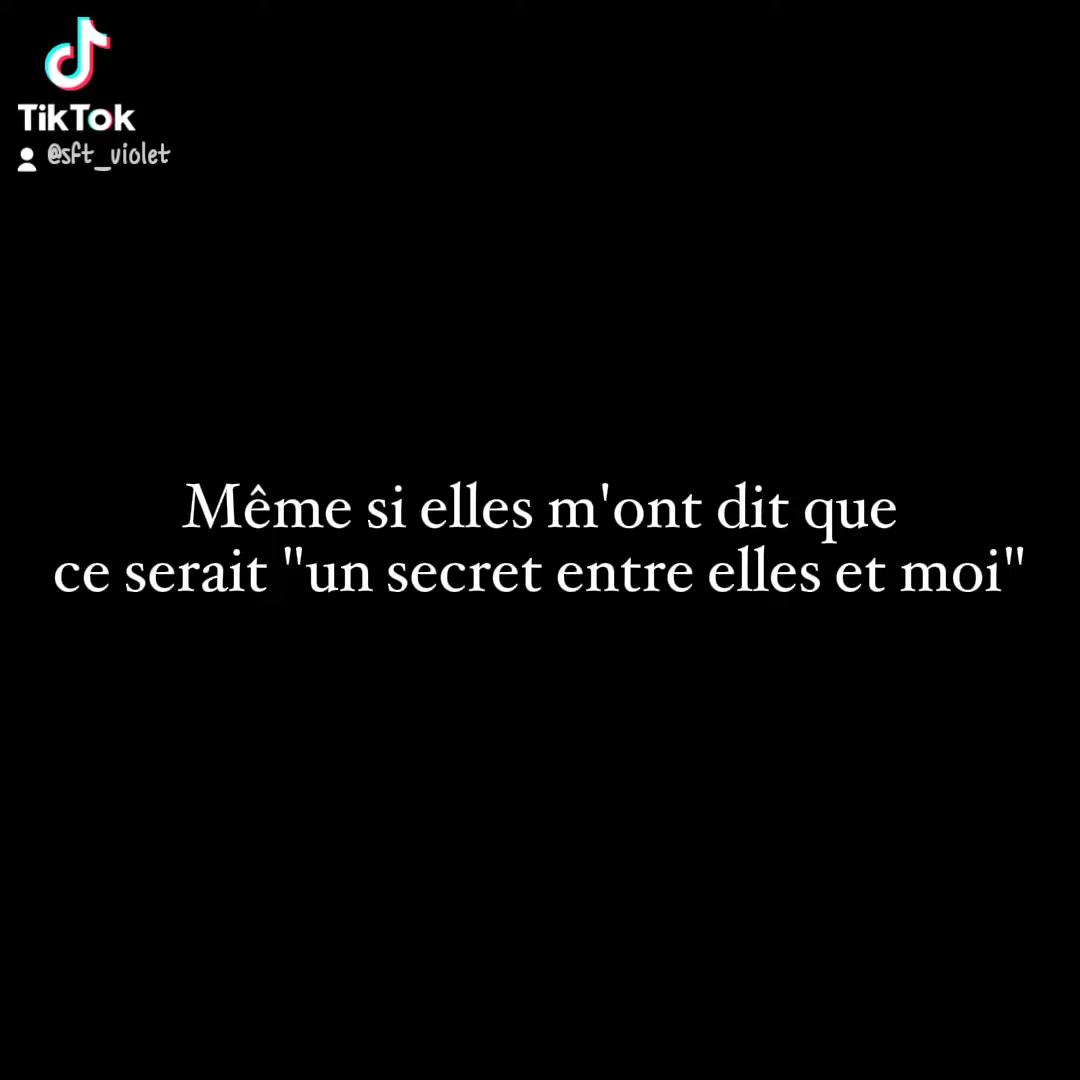 TikTok
@sft_violet
Même si elles m'ont dit que
ce serait "un secret entre elles et moi"